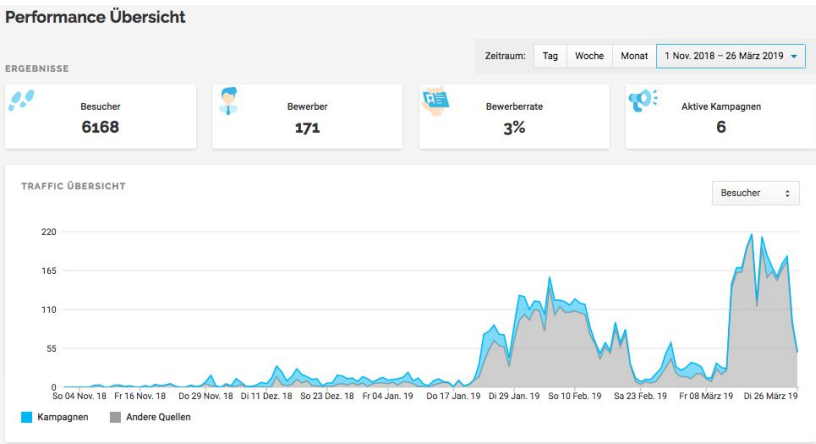 Performance Übersicht
Zeitraum: Tag Woche Monat 1 Nov. 2018 – 26 März 2019
ERGEBNISSE
Besucher
6168
Bewerber
171
Bewerberrate
3%
Aktive Kampagnen
6
TRAFFIC ÜBERSICHT
Besucher
220
165
110
55
0
So 04 Nov. 18 Fr 16 Nov. 18 Do 29 Nov. 18 Di 11 Dez. 18 So 23 Dez. 18 Fr 04 Jan. 19 Do 17 Jan. 19 Di 29 Jan. 19 So 10 Feb. 19 Sa 23 Feb. 19 Fr 08 März 19 Di 26 März 19
Kampagnen Andere Quellen